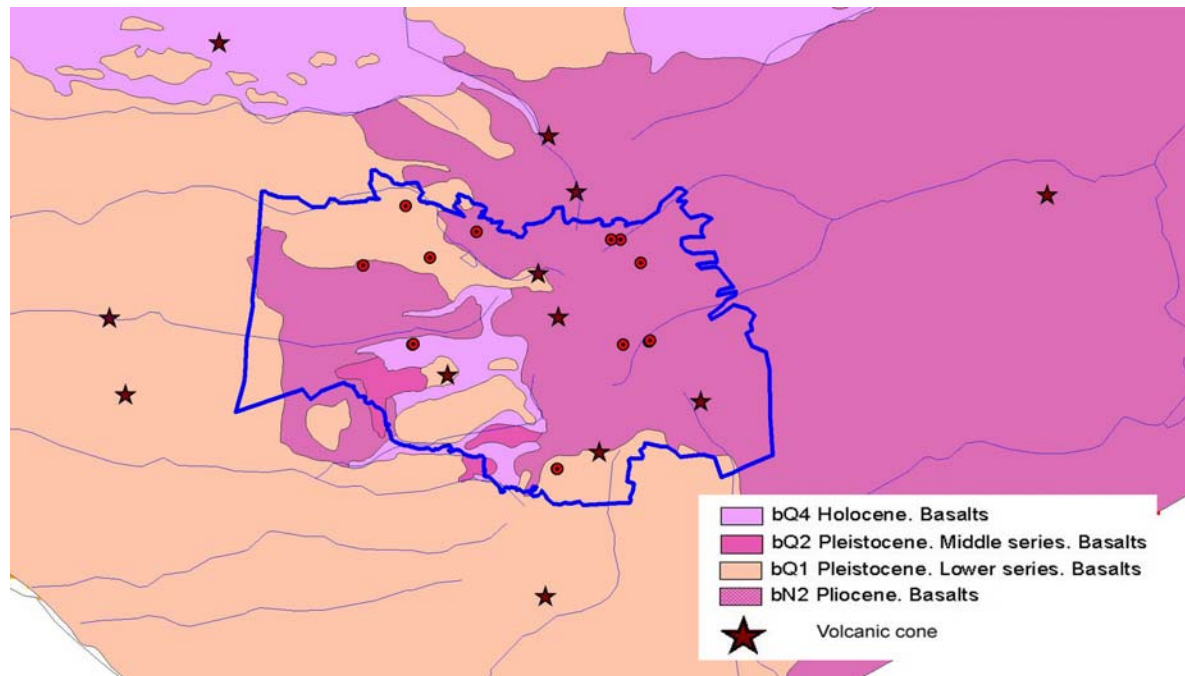 bQ4 Holocene. Basalts
bQ2 Pleistocene. Middle series. Basalts
bQ1 Pleistocene. Lower series. Basalts
bN2 Pliocene. Basalts
Volcanic cone